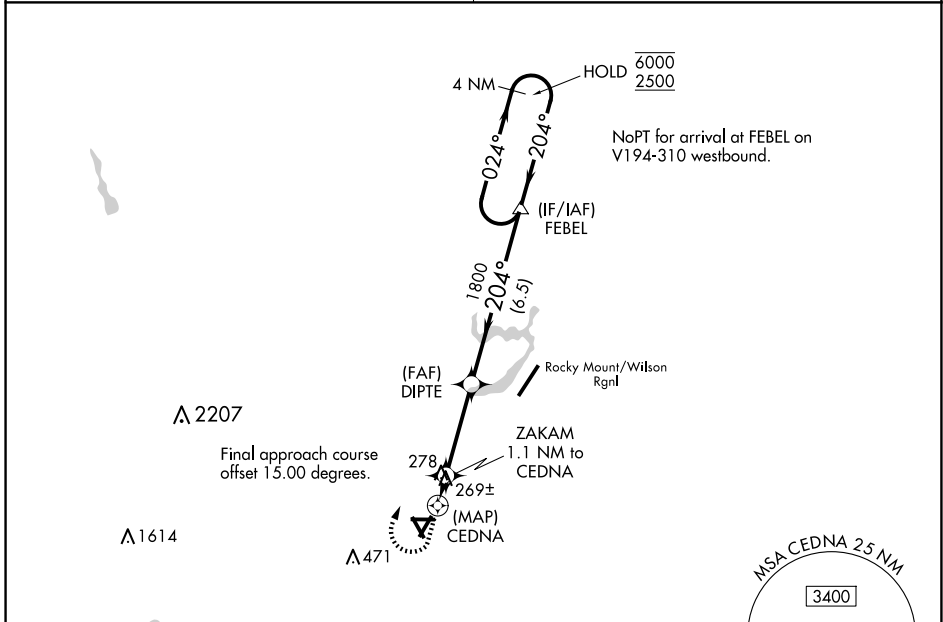 HOLD 6000
2500
4 NM
NoPT for arrival at FEBEL on
V194-310 westbound.
024°
204°
(IF/IAF)
FEBEL
1800
204°
(6.5)
(FAF)
DIPTE
Rocky Mount/Wilson
Rgnl
2207
Final approach course
offset 15.00 degrees.
ZAKAM
1.1 NM to
CEDNA
278
269±
(MAP)
CEDNA
1614
471
MSA CEDNA 25 NM
3400